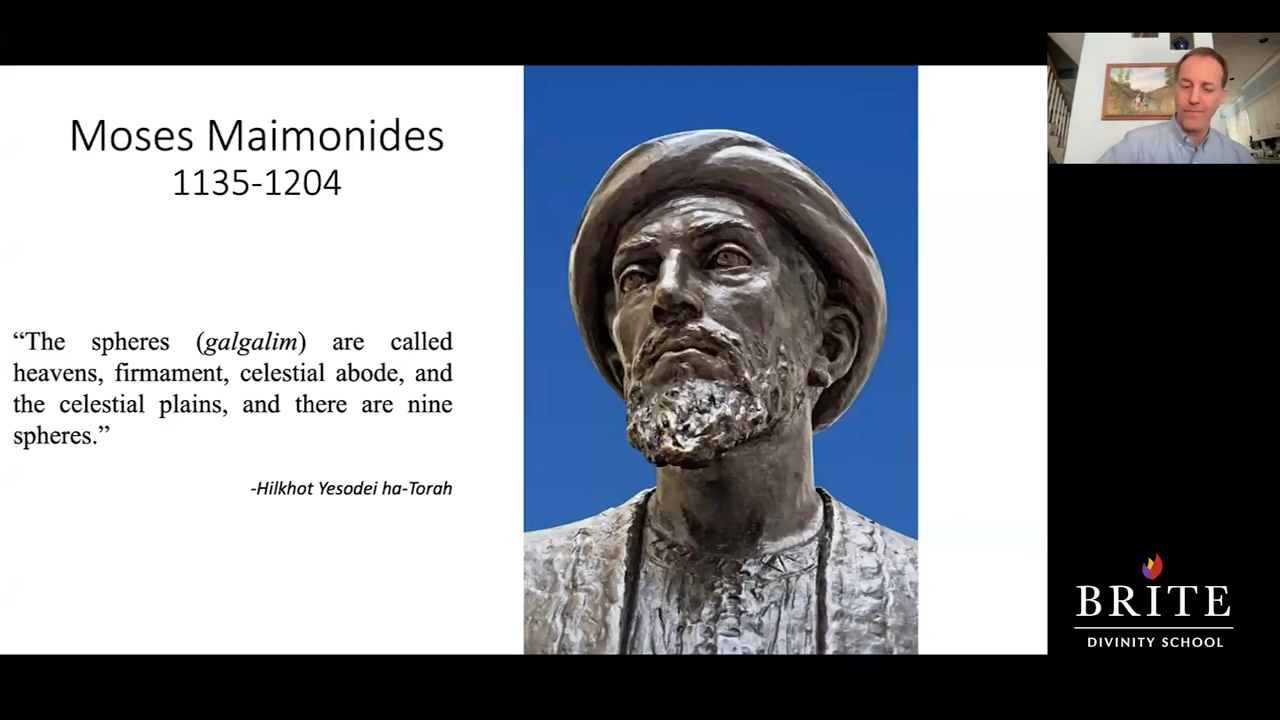 Moses Maimonides
1135-1204
“The spheres (galgalim) are called
heavens, firmament, celestial abode, and
the celestial plains, and there are nine
spheres.”
-Hilkhot Yesodei ha-Torah
BRITE
DIVINITY SCHOOL